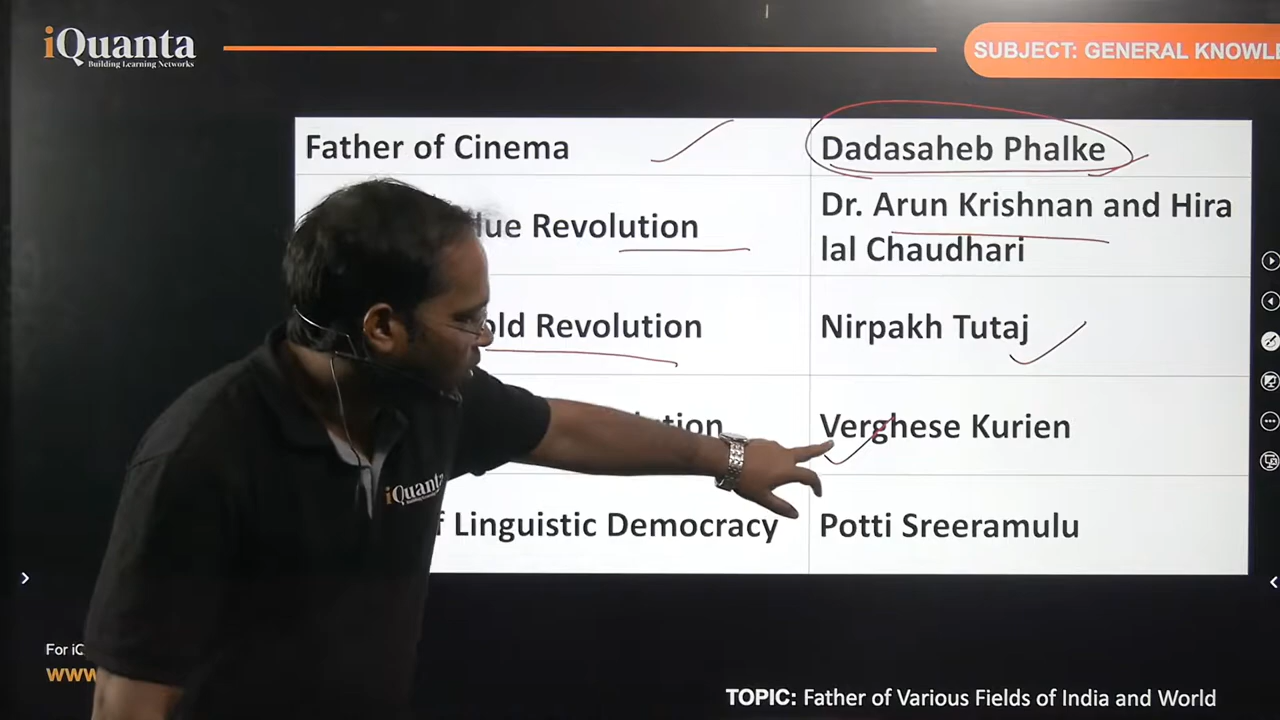 iQuanta
Building Learning Networks
SUBJECT: GENERAL KNOWLE
Father of Cinema
Dadasaheb Phalke
lue Revolution
Dr. Arun Krishnan and Hira
lal Chaudhari
old Revolution
Nirpakh Tutaj
tion
Verghese Kurien
f Linguistic Democracy
Potti Sreeramulu
iQuanta
For iC
www
TOPIC: Father of Various Fields of India and World